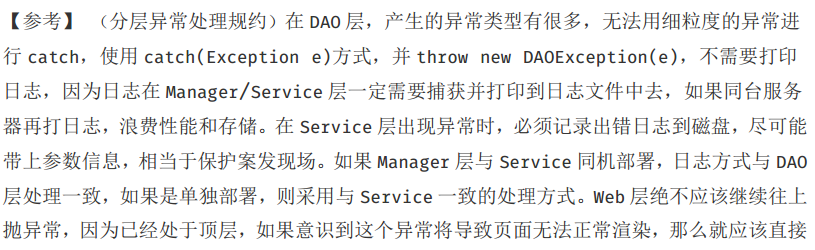 【参考】 （分层异常处理规约）在 DAO 层，产生的异常类型有很多，无法用细粒度的异常进
行 catch，使用 catch(Exception e)方式，并 throw new DAOException(e)，不需要打印
日志，因为日志在 Manager/Service 层一定需要捕获并打印到日志文件中去，如果同台服务
器再打日志，浪费性能和存储。在 Service 层出现异常时，必须记录出错日志到磁盘，尽可能
带上参数信息，相当于保护案发现场。如果 Manager 层与 Service 同机部署，日志方式与 DAO
层处理一致，如果是单独部署，则采用与 Service 一致的处理方式。Web 层绝不应该继续往上
抛异常，因为已经处于顶层，如果意识到这个异常将导致页面无法正常渲染，那么就应该直接